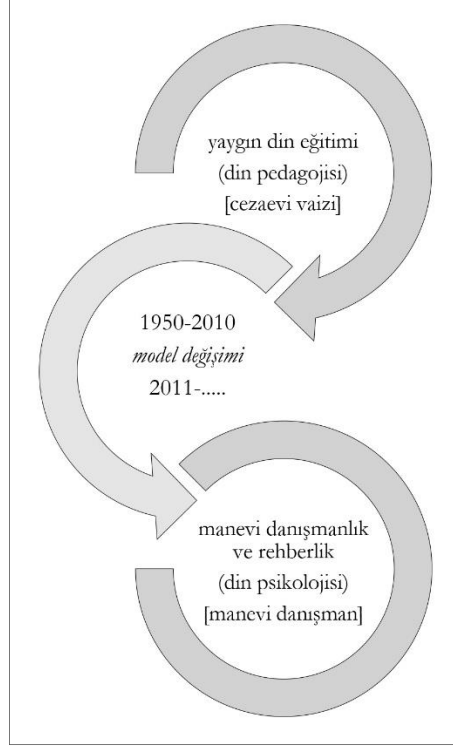 yaygın din eğitimi
(din pedagojisi)
[cezaevi vaizi]
1950-2010
model değişimi
2011-.....
manevi danışmanlık
ve rehberlik
(din psikolojisi)
[manevi danışman]